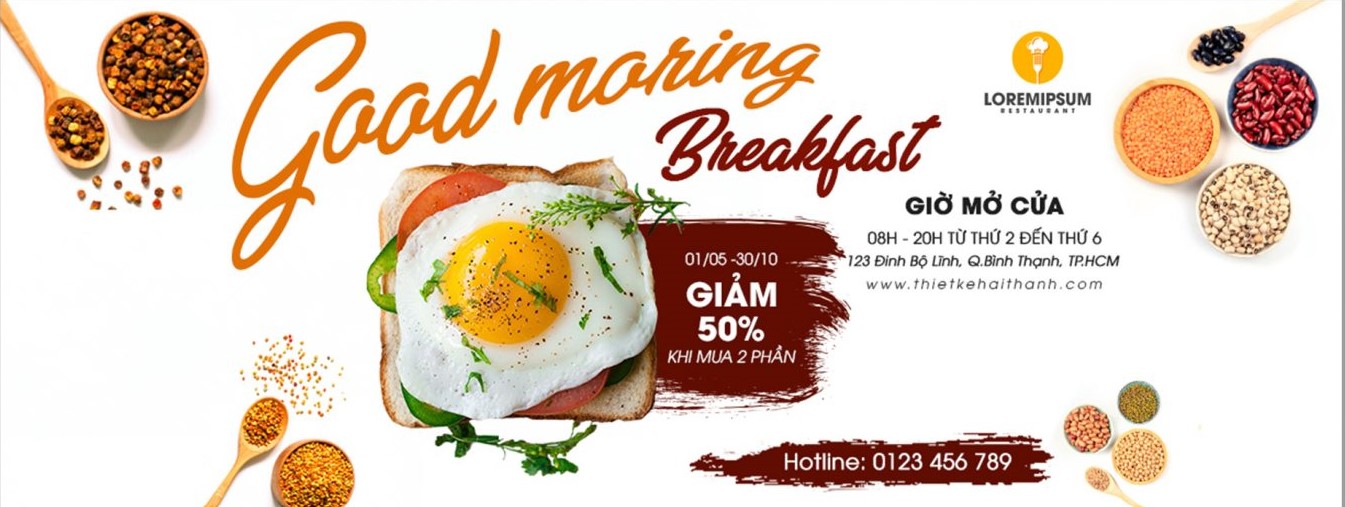 Good moring
Breakfast
LOREMIPSUM
RESTAURANT
GIỜ MỞ CỬA
08H - 20H TỪ THỨ 2 ĐẾN THỨ 6
123 Đinh Bộ Lĩnh, Q.Bình Thạnh, TP.HCM
www.thietkehaithanh.com
01/05 -30/10
GIẢM
50%
KHI MUA 2 PHẦN
Hotline: 0123 456 789